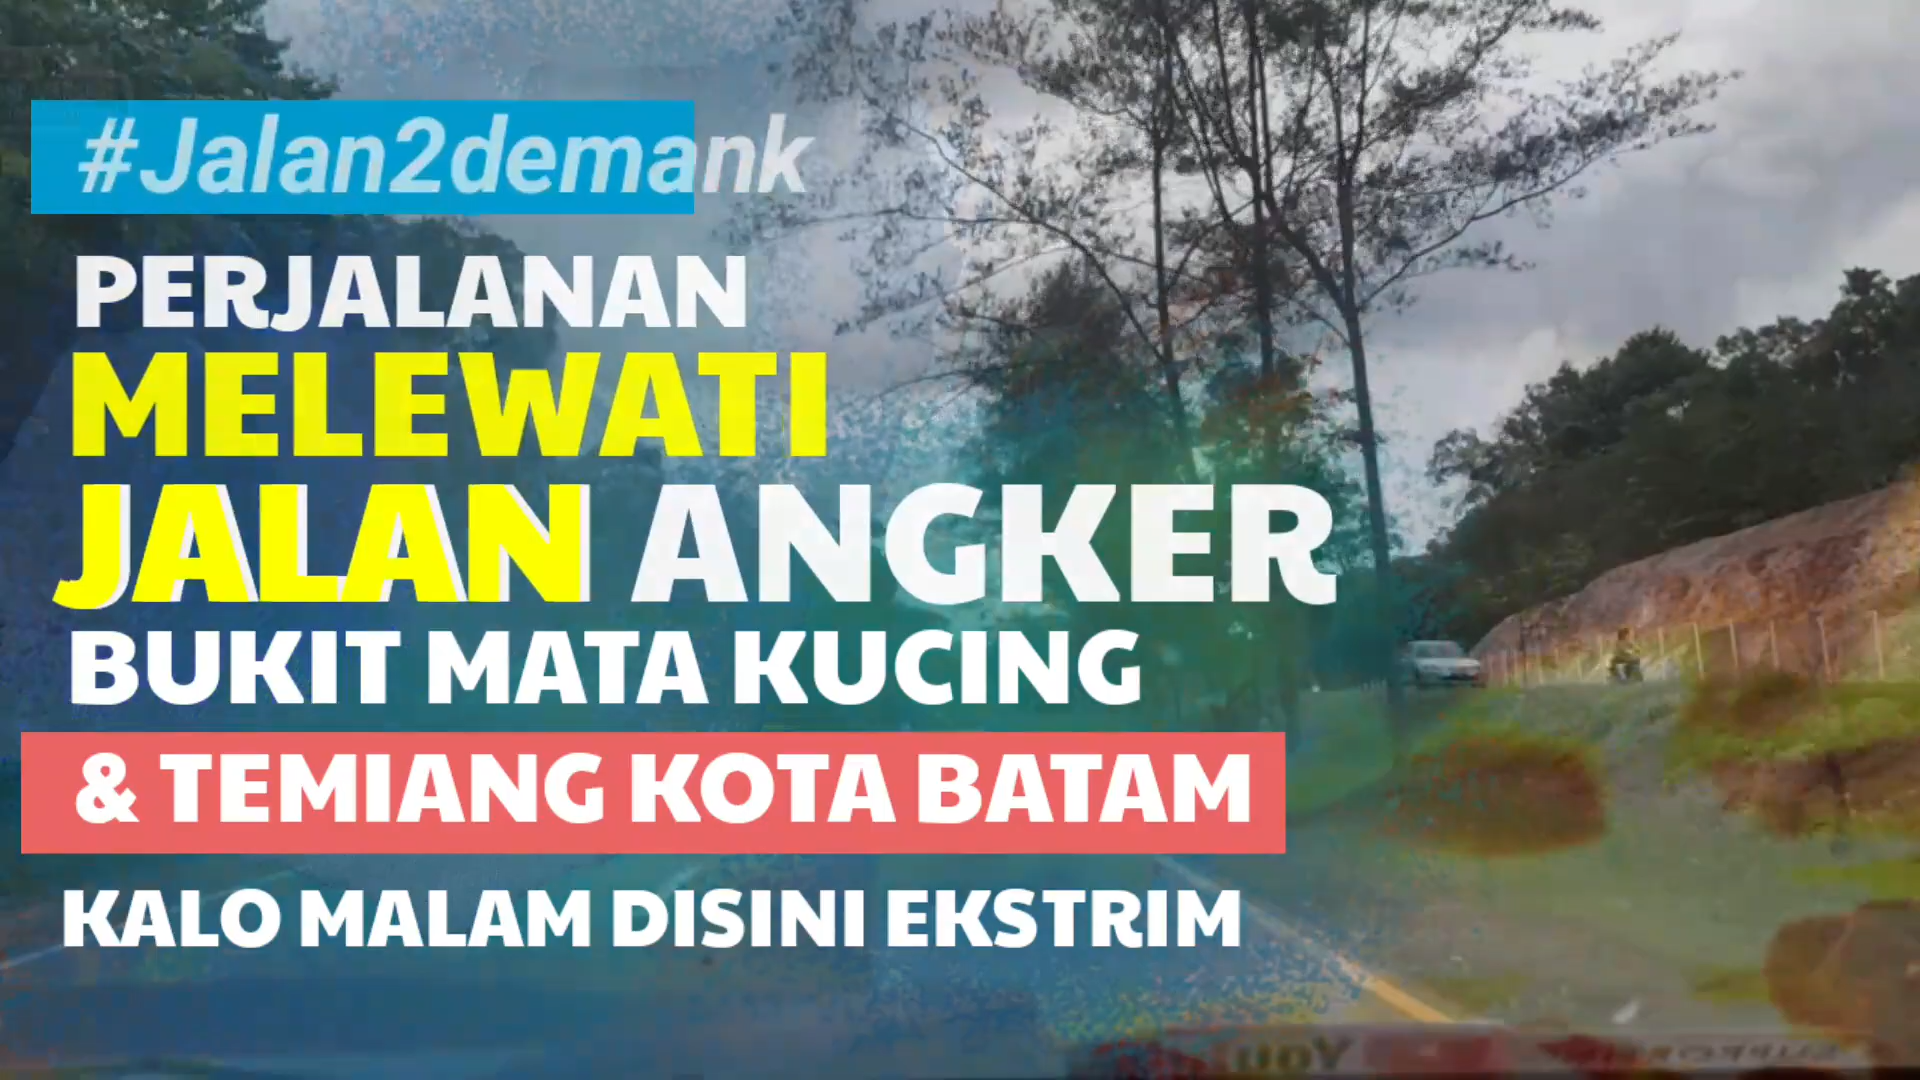 #Jalan2demank
PERJALANAN
MELEWATI
JALAN ANGKER
BUKIT MATA KUCING
& TEMIANG KOTA BATAM
KALO MALAM DISINI EKSTRIM